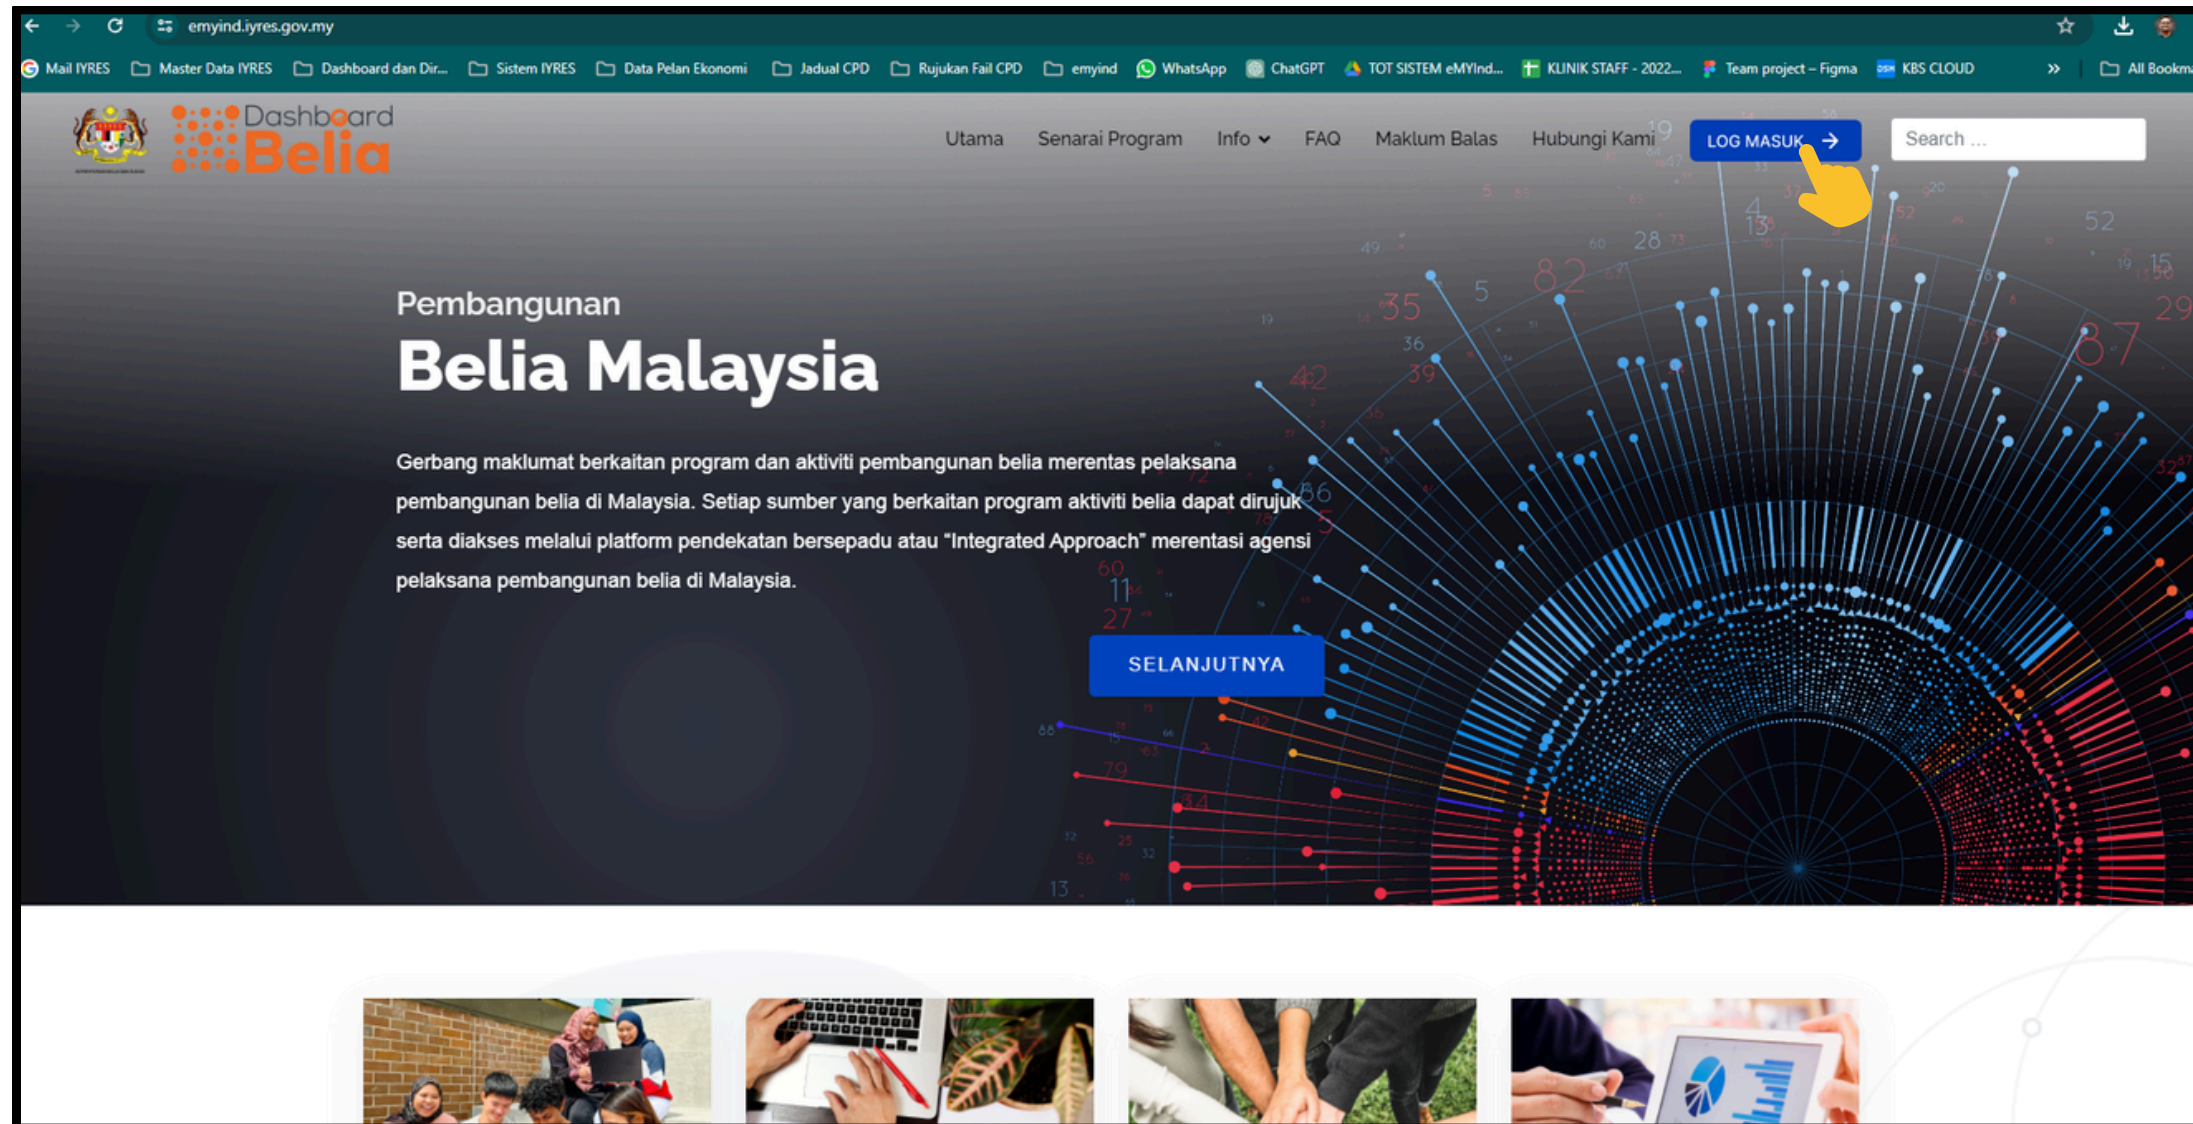 emyind.iyres.gov.my
Mail IYRES Master Data IYRES Dashboard dan Dir... Sistem IYRES Data Pelan Ekonomi Jadual CPD Rujukan Fail CPD emyind WhatsApp ChatGPT TOT SISTEM eMYInd... KLINIK STAFF - 2022... Team project – Figma KBS CLOUD » All Bookma
Dashboard
Belia
Utama Senarai Program Info FAQ Maklum Balas Hubungi Kami LOG MASUK → Search ...
Pembangunan
Belia Malaysia
Gerbang maklumat berkaitan program dan aktiviti pembangunan belia merentas pelaksana
pembangunan belia di Malaysia. Setiap sumber yang berkaitan program aktiviti belia dapat dirujuk
serta diakses melalui platform pendekatan bersepadu atau “Integrated Approach” merentasi agensi
pelaksana pembangunan belia di Malaysia.
SELANJUTNYA